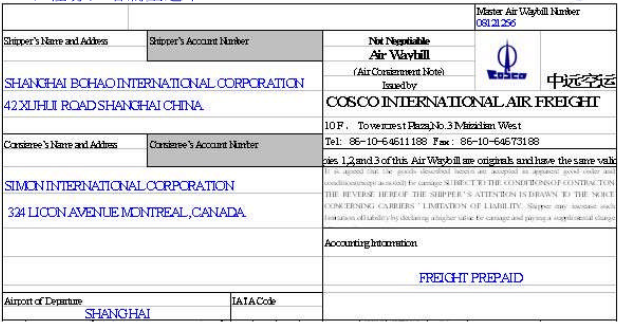 Master Air Waybill Number
08121256
Shipper's Name and Address
Shipper's Account Number
SHANGHAI BOHAO INTERNATIONAL CORPORATION
42 XUHUI ROAD SHANGHAI CHINA.
Not Negotiable
Air Waybill
(Air Consignment Note)
Issued by
COSCO
中远空运
COSCO INTERNATIONAL AIR FREIGHT
10 F. Towercrest Plaza,No.3 Maizidian West
Tel: 86-10-64611188 Fax: 86-10-64673188
Consignee's Name and Address
Consignee's Account Number
SIMON INTERNATIONAL CORPORATION
324 LICON AVENUE MONTREAL,CANADA.
pies 1,2 and 3 of this Air Waybill are originals and have the same valid
It is agreed that the goods described herein are accepted in apparent good order and
condition(except as noted) for carriage SUBJECT TO THE CONDITIONS OF CONTRACT ON
THE REVERSE HEREOF THE SHIPPER'S ATTENTION IS DRAWN TO THE NOTICE
CONCERNING CARRIERS' LIMITATION OF LIABILITY. Shipper may increase such
limitation of liability by declaring a higher value for carriage and paying a supplemental charge
Accounting Intormation
FREIGHT PREPAID
Airport of Departure
IATA Code
SHANGHAI